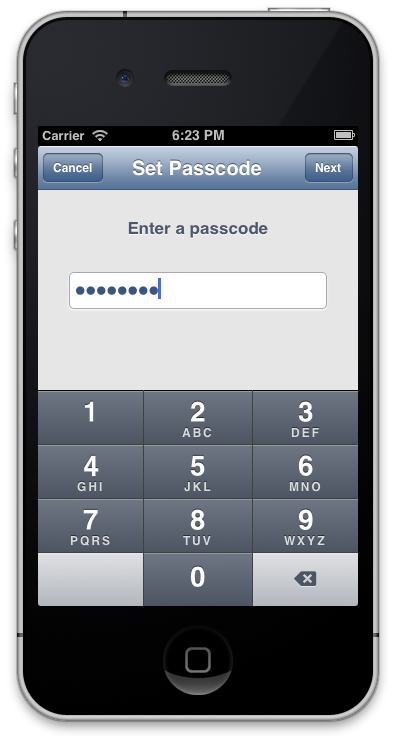 Carrier 6:23 PM
Cancel Set Passcode Next
Enter a passcode
••••••••
1 2 3
ABC DEF
4 5 6
GHI JKL MNO
7 8 9
PQRS TUV WXYZ
0